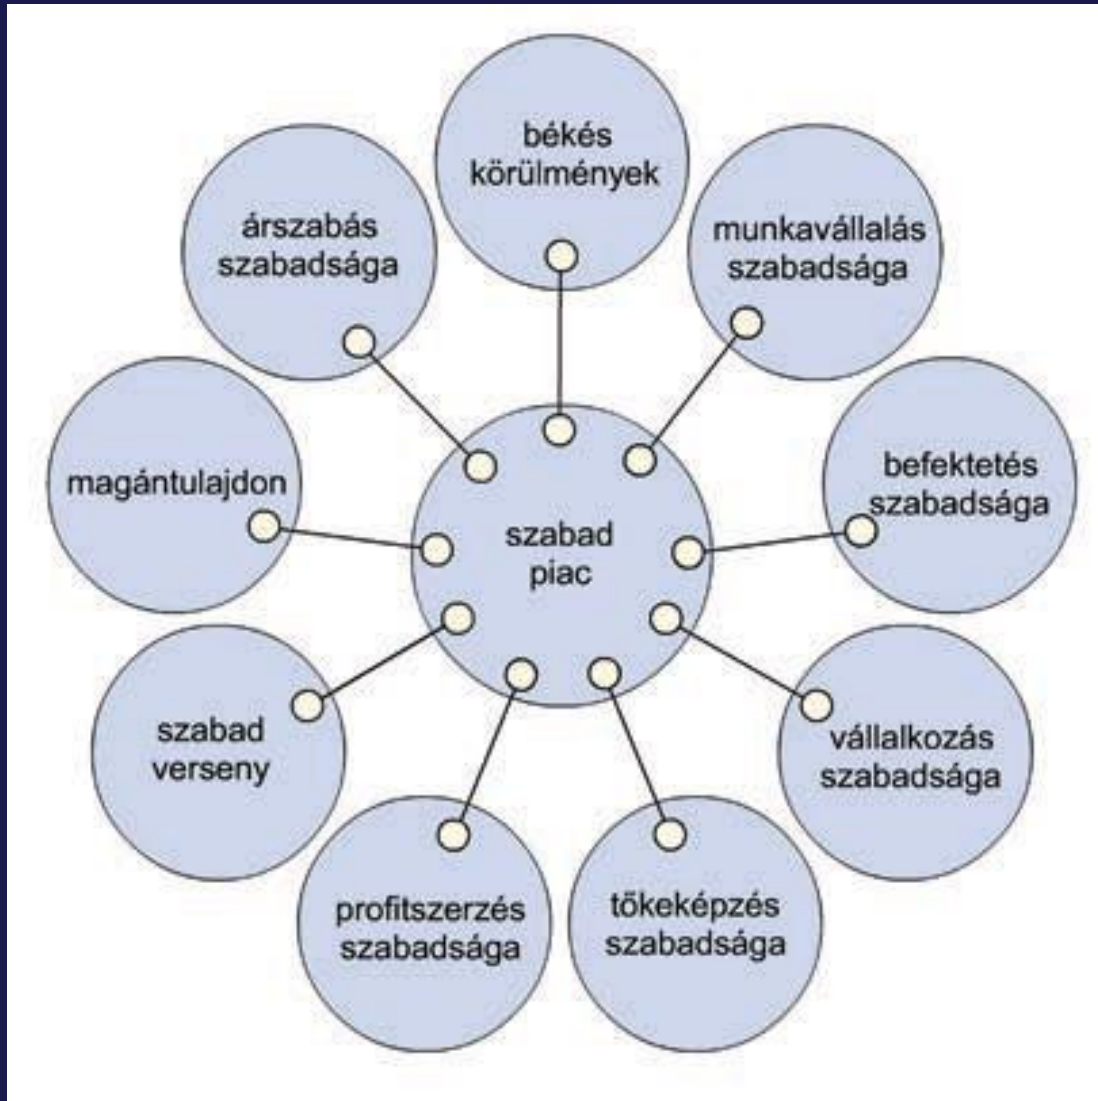 békés
körülmények
munkavállalás
szabadsága
befektetés
szabadsága
vállalkozás
szabadsága
tőkeképzés
szabadsága
profitszerzés
szabadsága
szabad
verseny
magántulajdon
árszabás
szabadsága
szabad
piac